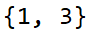 {1, 3}